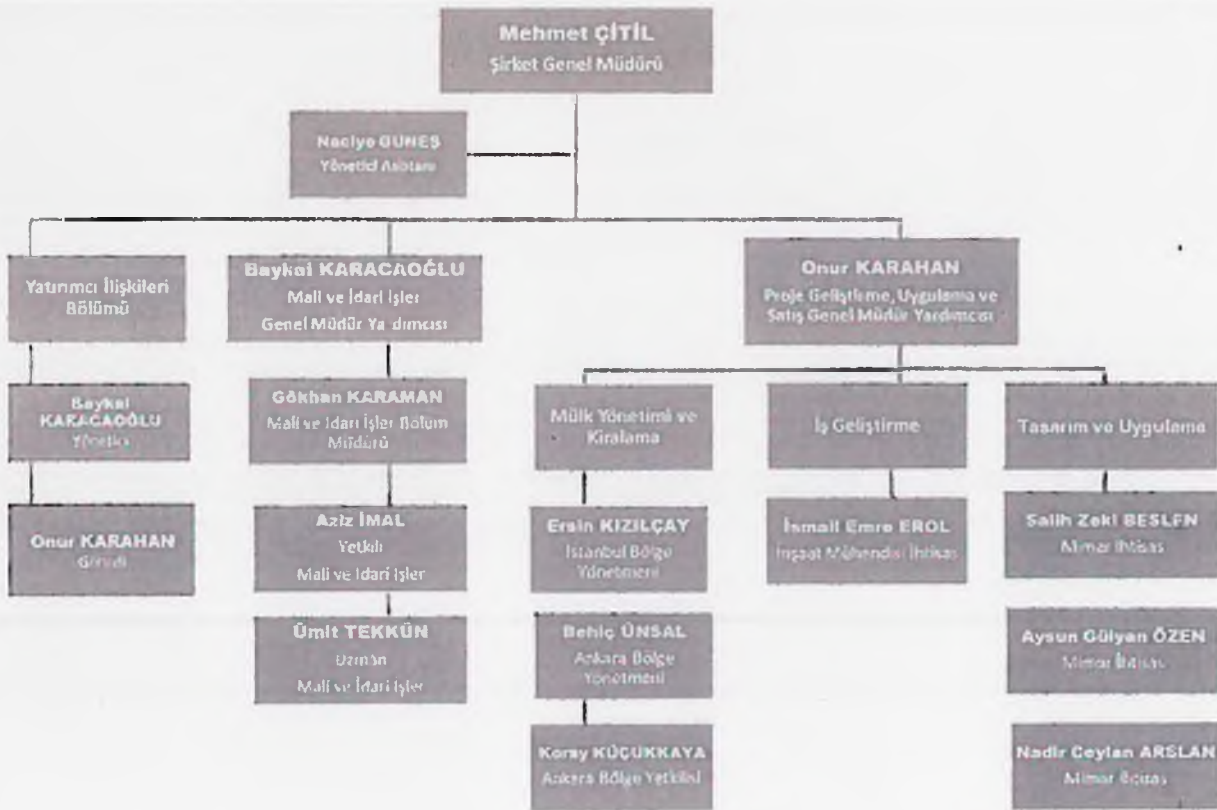 Mehmet ÇİTİL
Şirket Genel Müdürü
Naciye GÜNEŞ
Yönetici Asistanı
Yatırımcı İlişkileri
Bölümü
Baykal KARACAOĞLU
Mali ve İdari İşler
Genel Müdür Yardımcısı
Onur KARAHAN
Proje Geliştirme, Uygulama ve
Satış Genel Müdür Yardımcısı
Baykal
KARACAOĞLU
Yönetici
Gökhan KARAMAN
Mali ve İdari İşler Bölüm
Müdürü
Mülk Yönetimi ve
Kiralama
İş Geliştirme
Tasarım ve Uygulama
Onur KARAHAN
Görevli
Aziz İMAL
Yetkili
Mali ve İdari İşler
Ersin KIZILÇAY
İstanbul Bölge
Yönetmeni
İsmail Emre EROL
İnşaat Mühendisi İhtisas
Salih Zeki BESLEN
Mimar İhtisas
Ümit TEKKÜN
Uzman
Mali ve İdari İşler
Behiç ÜNSAL
Ankara Bölge
Yönetmeni
Aysun Gülyan ÖZEN
Mimar İhtisas
Koray KÜÇÜKKAYA
Ankara Bölge Yetkilisi
Nadir Ceylan ARSLAN
Mimar İhtisas